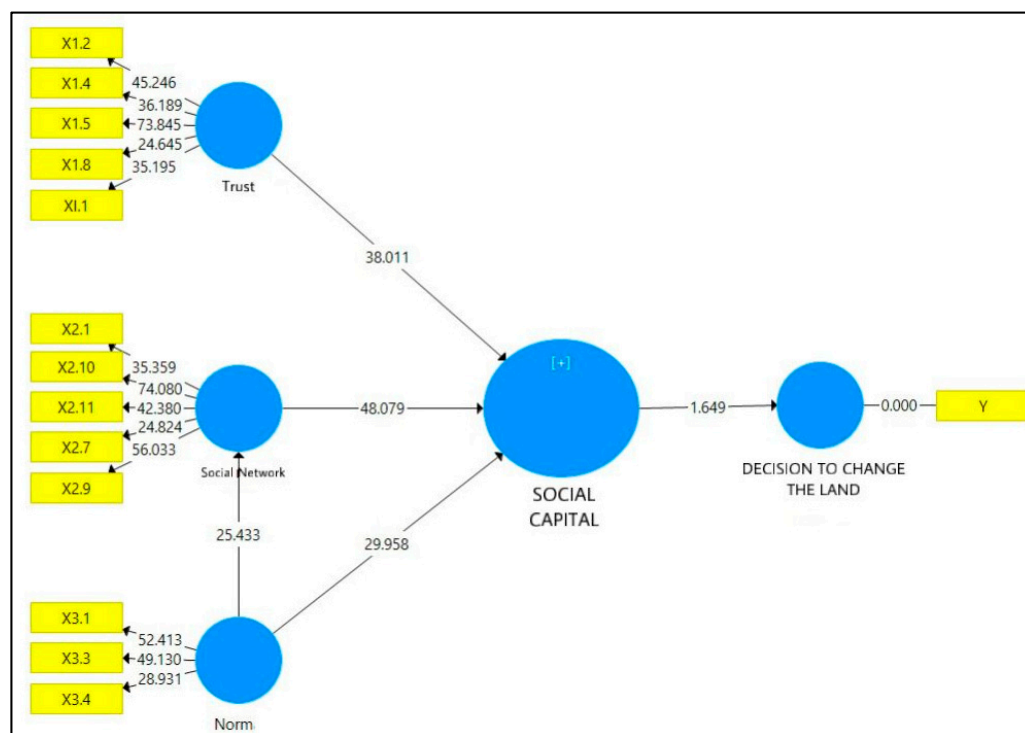 X1.2
X1.4
X1.5
X1.8
XI.1
45.246
36.189
73.845
24.645
35.195
Trust
38.011
X2.1
X2.10
X2.11
X2.7
X2.9
35.359
74.080
42.380
24.824
56.033
Social Network
48.079
[+]
SOCIAL
CAPITAL
1.649
DECISION TO CHANGE
THE LAND
0.000
Y
25.433
29.958
X3.1
X3.3
X3.4
52.413
49.130
28.931
Norm